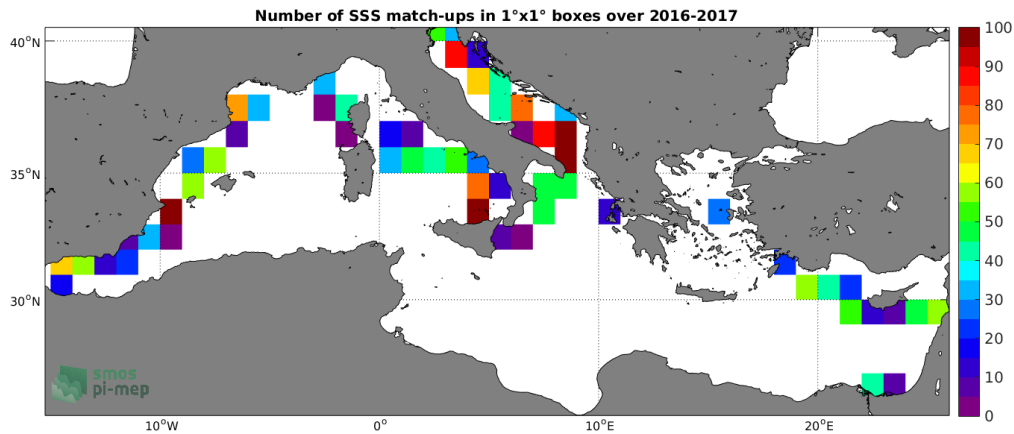 Number of SSS match-ups in 1°x1° boxes over 2016-2017
40°N
35°N
30°N
10°W
0°
10°E
20°E
100
90
80
70
60
50
40
30
20
10
0
smos
pi-mep